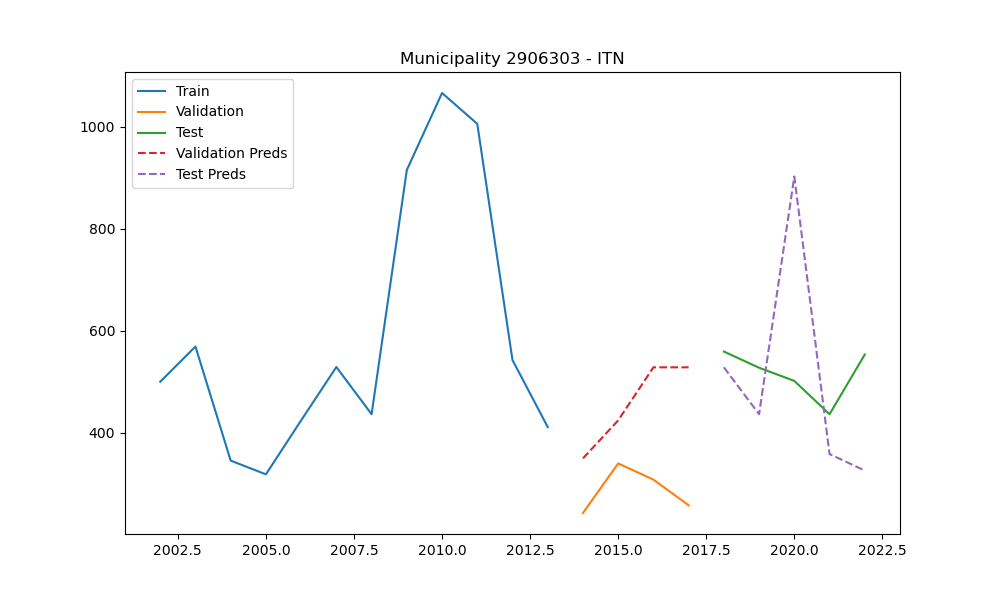 Municipality 2906303 - ITN
Train
Validation
Test
Validation Preds
Test Preds
1000
800
600
400
2002.5 2005.0 2007.5 2010.0 2012.5 2015.0 2017.5 2020.0 2022.5